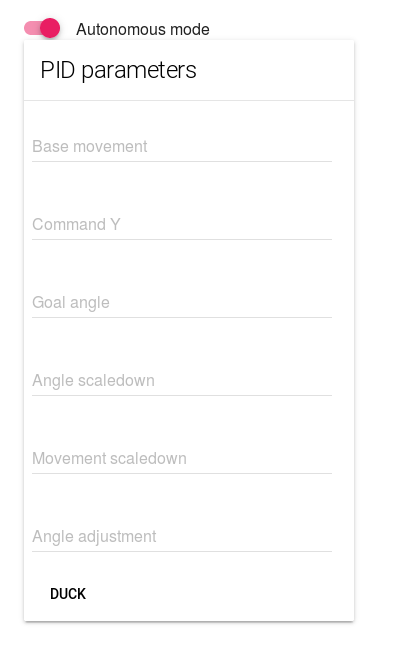 Autonomous mode
PID parameters
Base movement
Command Y
Goal angle
Angle scaledown
Movement scaledown
Angle adjustment
DUCK